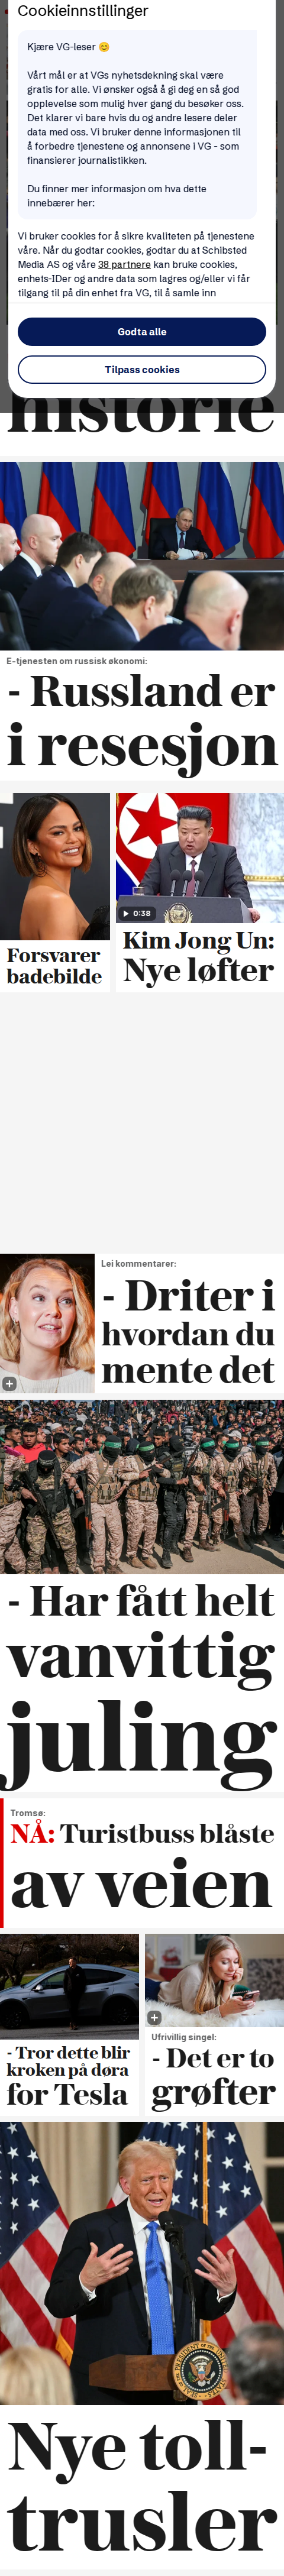 Cookieinnstillinger
Kjære VG-leser 😊
Vårt mål er at VGs nyhetsdekning skal være
gratis for alle. Vi ønsker også å gi deg en så god
opplevelse som mulig hver gang du besøker oss.
Det klarer vi bare hvis du og andre lesere deler
data med oss. Vi bruker denne informasjonen til
å forbedre tjenestene og annonsene i VG - som
finansierer journalistikken.
Du finner mer informasjon om hva dette
innebærer her:
Vi bruker cookies for å sikre kvaliteten på tjenestene
våre. Når du godtar cookies, godtar du at Schibsted
Media AS og våre 38 partnere kan bruke cookies,
enhets-IDer og andre data som lagres og/eller vi får
tilgang til på din enhet fra VG, til å samle inn
Godta alle
Tilpass cookies
historie
E-tjenesten om russisk økonomi:
- Russland er
i resesjon
0:38
Forsvarer
badebilde
Kim Jong Un:
Nye løfter
Lei kommentarer:
- Driter i
hvordan du
mente det
- Har fått helt
vanvittig
juling
Tromsø:
NÅ: Turistbuss blåste
av veien
- Tror dette blir
kroken på døra
for Tesla
Ufrivillig singel:
- Det er to
grøfter
Nye toll-
trusler